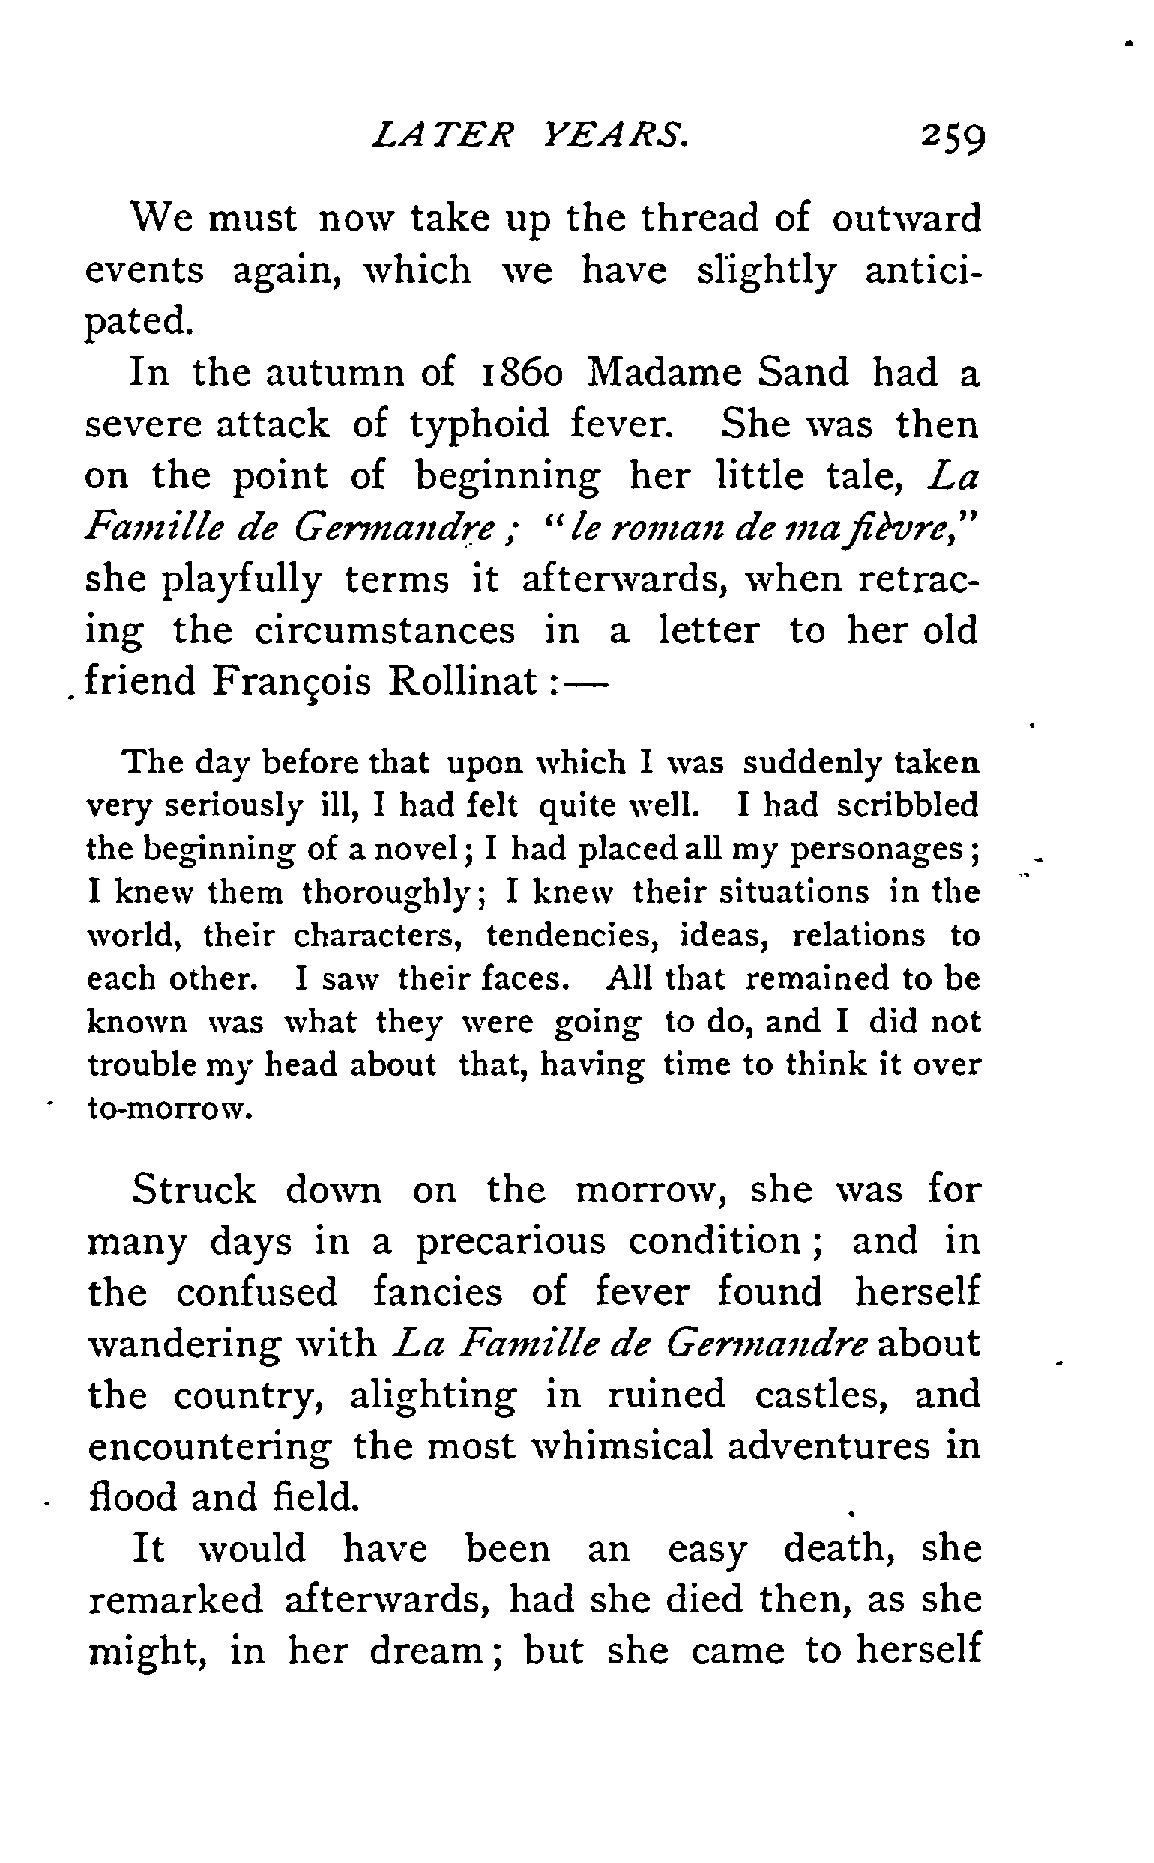 LATER YEARS. 259
We must now take up the thread of outward
events again, which we have slightly antici-
pated.
In the autumn of 1860 Madame Sand had a
severe attack of typhoid fever. She was then
on the point of beginning her little tale, La
Famille de Germandre; "le roman de ma fièvre,"
she playfully terms it afterwards, when retrac-
ing the circumstances in a letter to her old
friend François Rollinat :—
The day before that upon which I was suddenly taken
very seriously ill, I had felt quite well. I had scribbled
the beginning of a novel; I had placed all my personages;
I knew them thoroughly; I knew their situations in the
world, their characters, tendencies, ideas, relations to
each other. I saw their faces. All that remained to be
known was what they were going to do, and I did not
trouble my head about that, having time to think it over
to-morrow.
Struck down on the morrow, she was for
many days in a precarious condition; and in
the confused fancies of fever found herself
wandering with La Famille de Germandre about
the country, alighting in ruined castles, and
encountering the most whimsical adventures in
flood and field.
It would have been an easy death, she
remarked afterwards, had she died then, as she
might, in her dream; but she came to herself